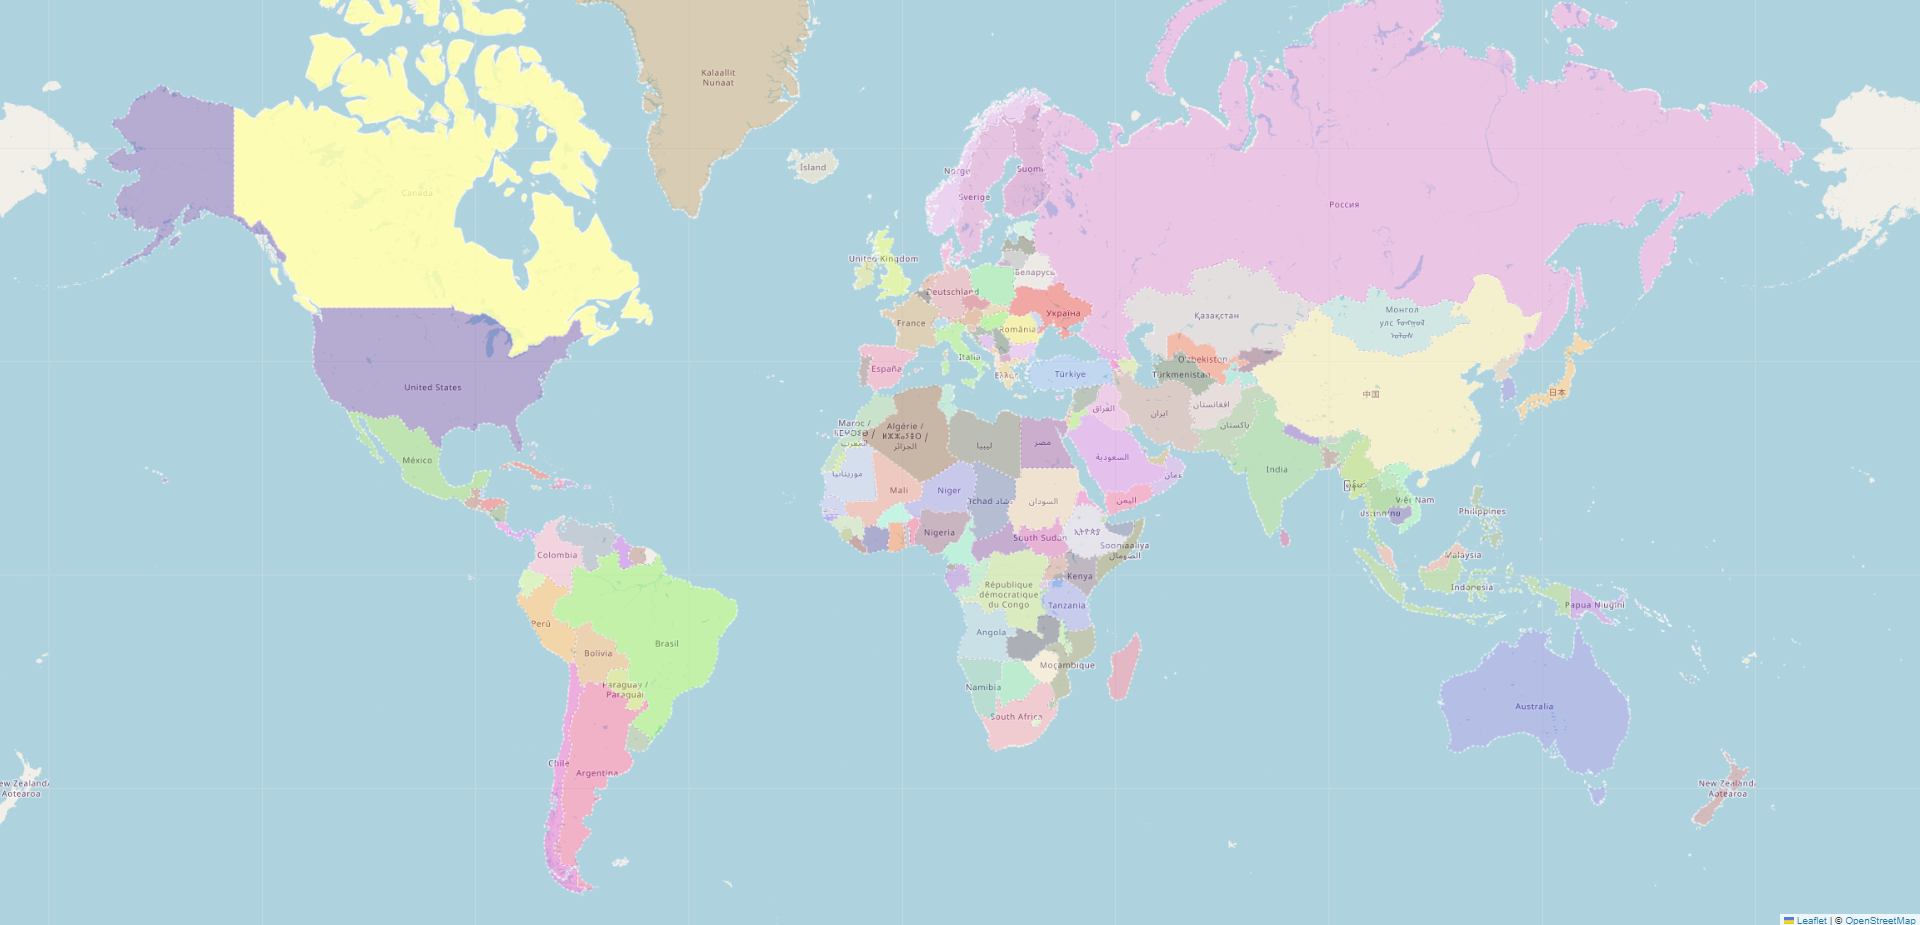 Kalaallit
Nunaat
Island
Norge
Suomi
Sverige
Canada
Россия
United Kingdom
Беларусь
Deutschland
Україна
France
România
Қазақстан
Монгол
улс
Italia
España
Türkiye
O'zbekiston
Türkmenistan
United States
中国
日本
العراق
ایران
افغانستان
پاکستان
Maroc /
المغرب
Algérie /
الجزائر
ليبيا
مصر
السعودية
México
موريتانيا
India
عمان
Mali
Niger
Tchad تشاد
السودان
اليمن
Việt Nam
Philippines
Nigeria
South Sudan
ኢትዮጵያ
Soomaaliya
الصومال
Colombia
Malaysia
Kenya
République
démocratique
du Congo
Indonesia
Tanzania
Papua Niugini
Perú
Angola
Brasil
Bolivia
Moçambique
Paraguay /
Paraguái
Namibia
Australia
South Africa
Chile
Argentina
New Zealand/
Aotearoa
ew Zealand/
Aotearoa
Leaflet | © OpenStreetMap